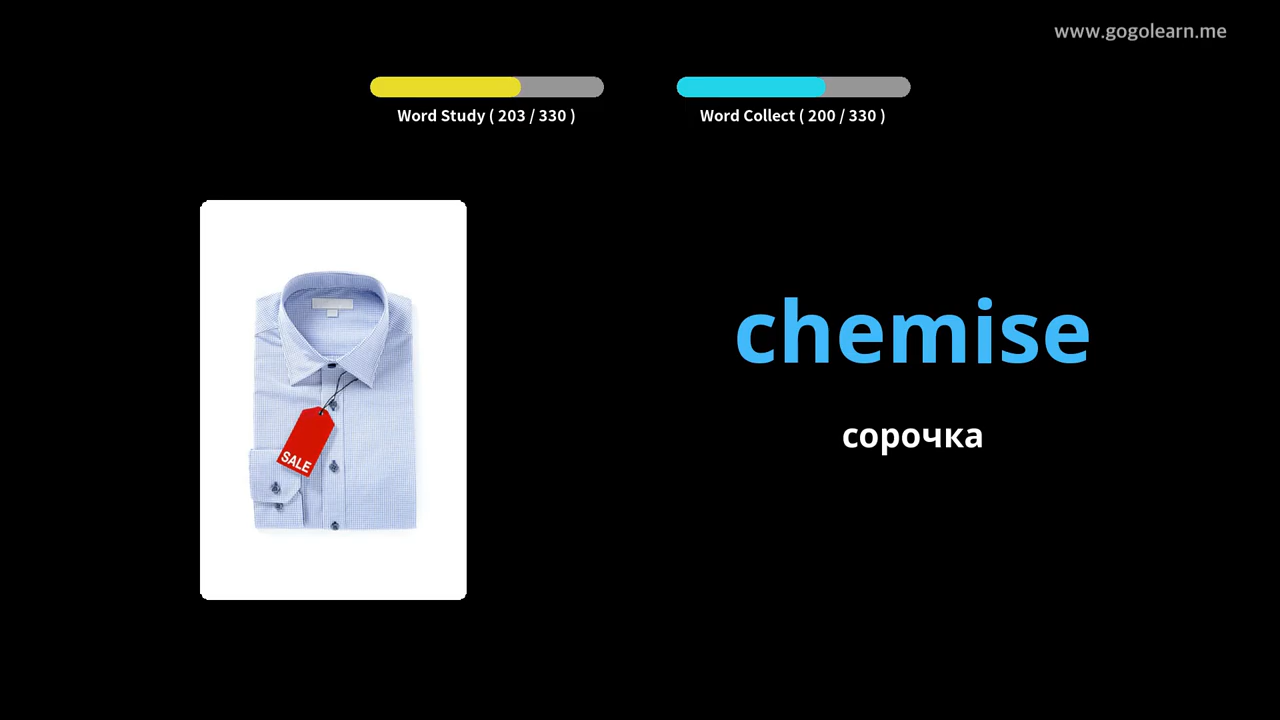 www.gogolearn.me
Word Study ( 203 / 330 )
Word Collect ( 200 / 330 )
SALE
chemise
сорочка